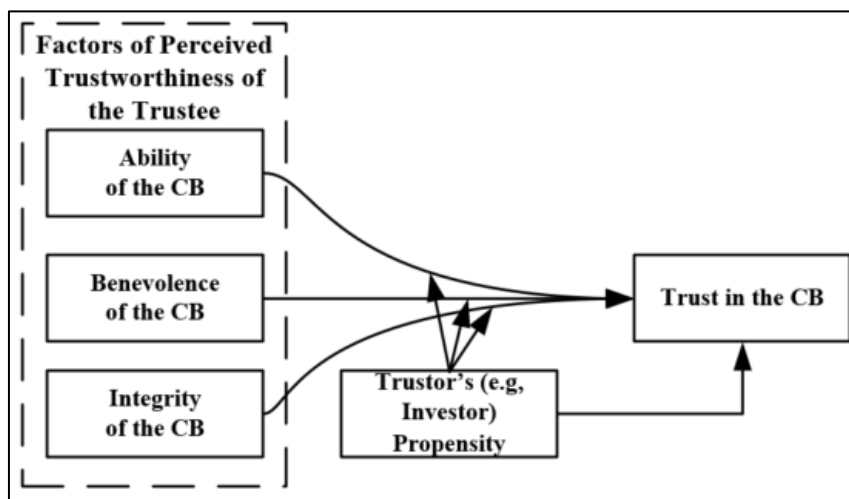 Factors of Perceived
Trustworthiness of
the Trustee
Ability
of the CB
Benevolence
of the CB
Integrity
of the CB
Trustor's (e.g,
Investor)
Propensity
Trust in the CB